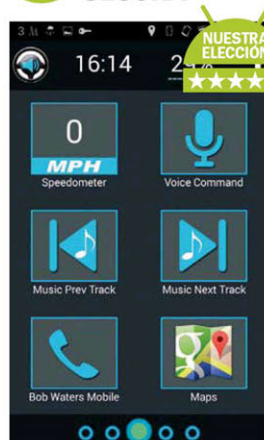 NUESTRA
ELECCIÓN
16:14
0
MPH
Speedometer
Voice Command
Music Prev Track
Music Next Track
Bob Waters Mobile
Maps